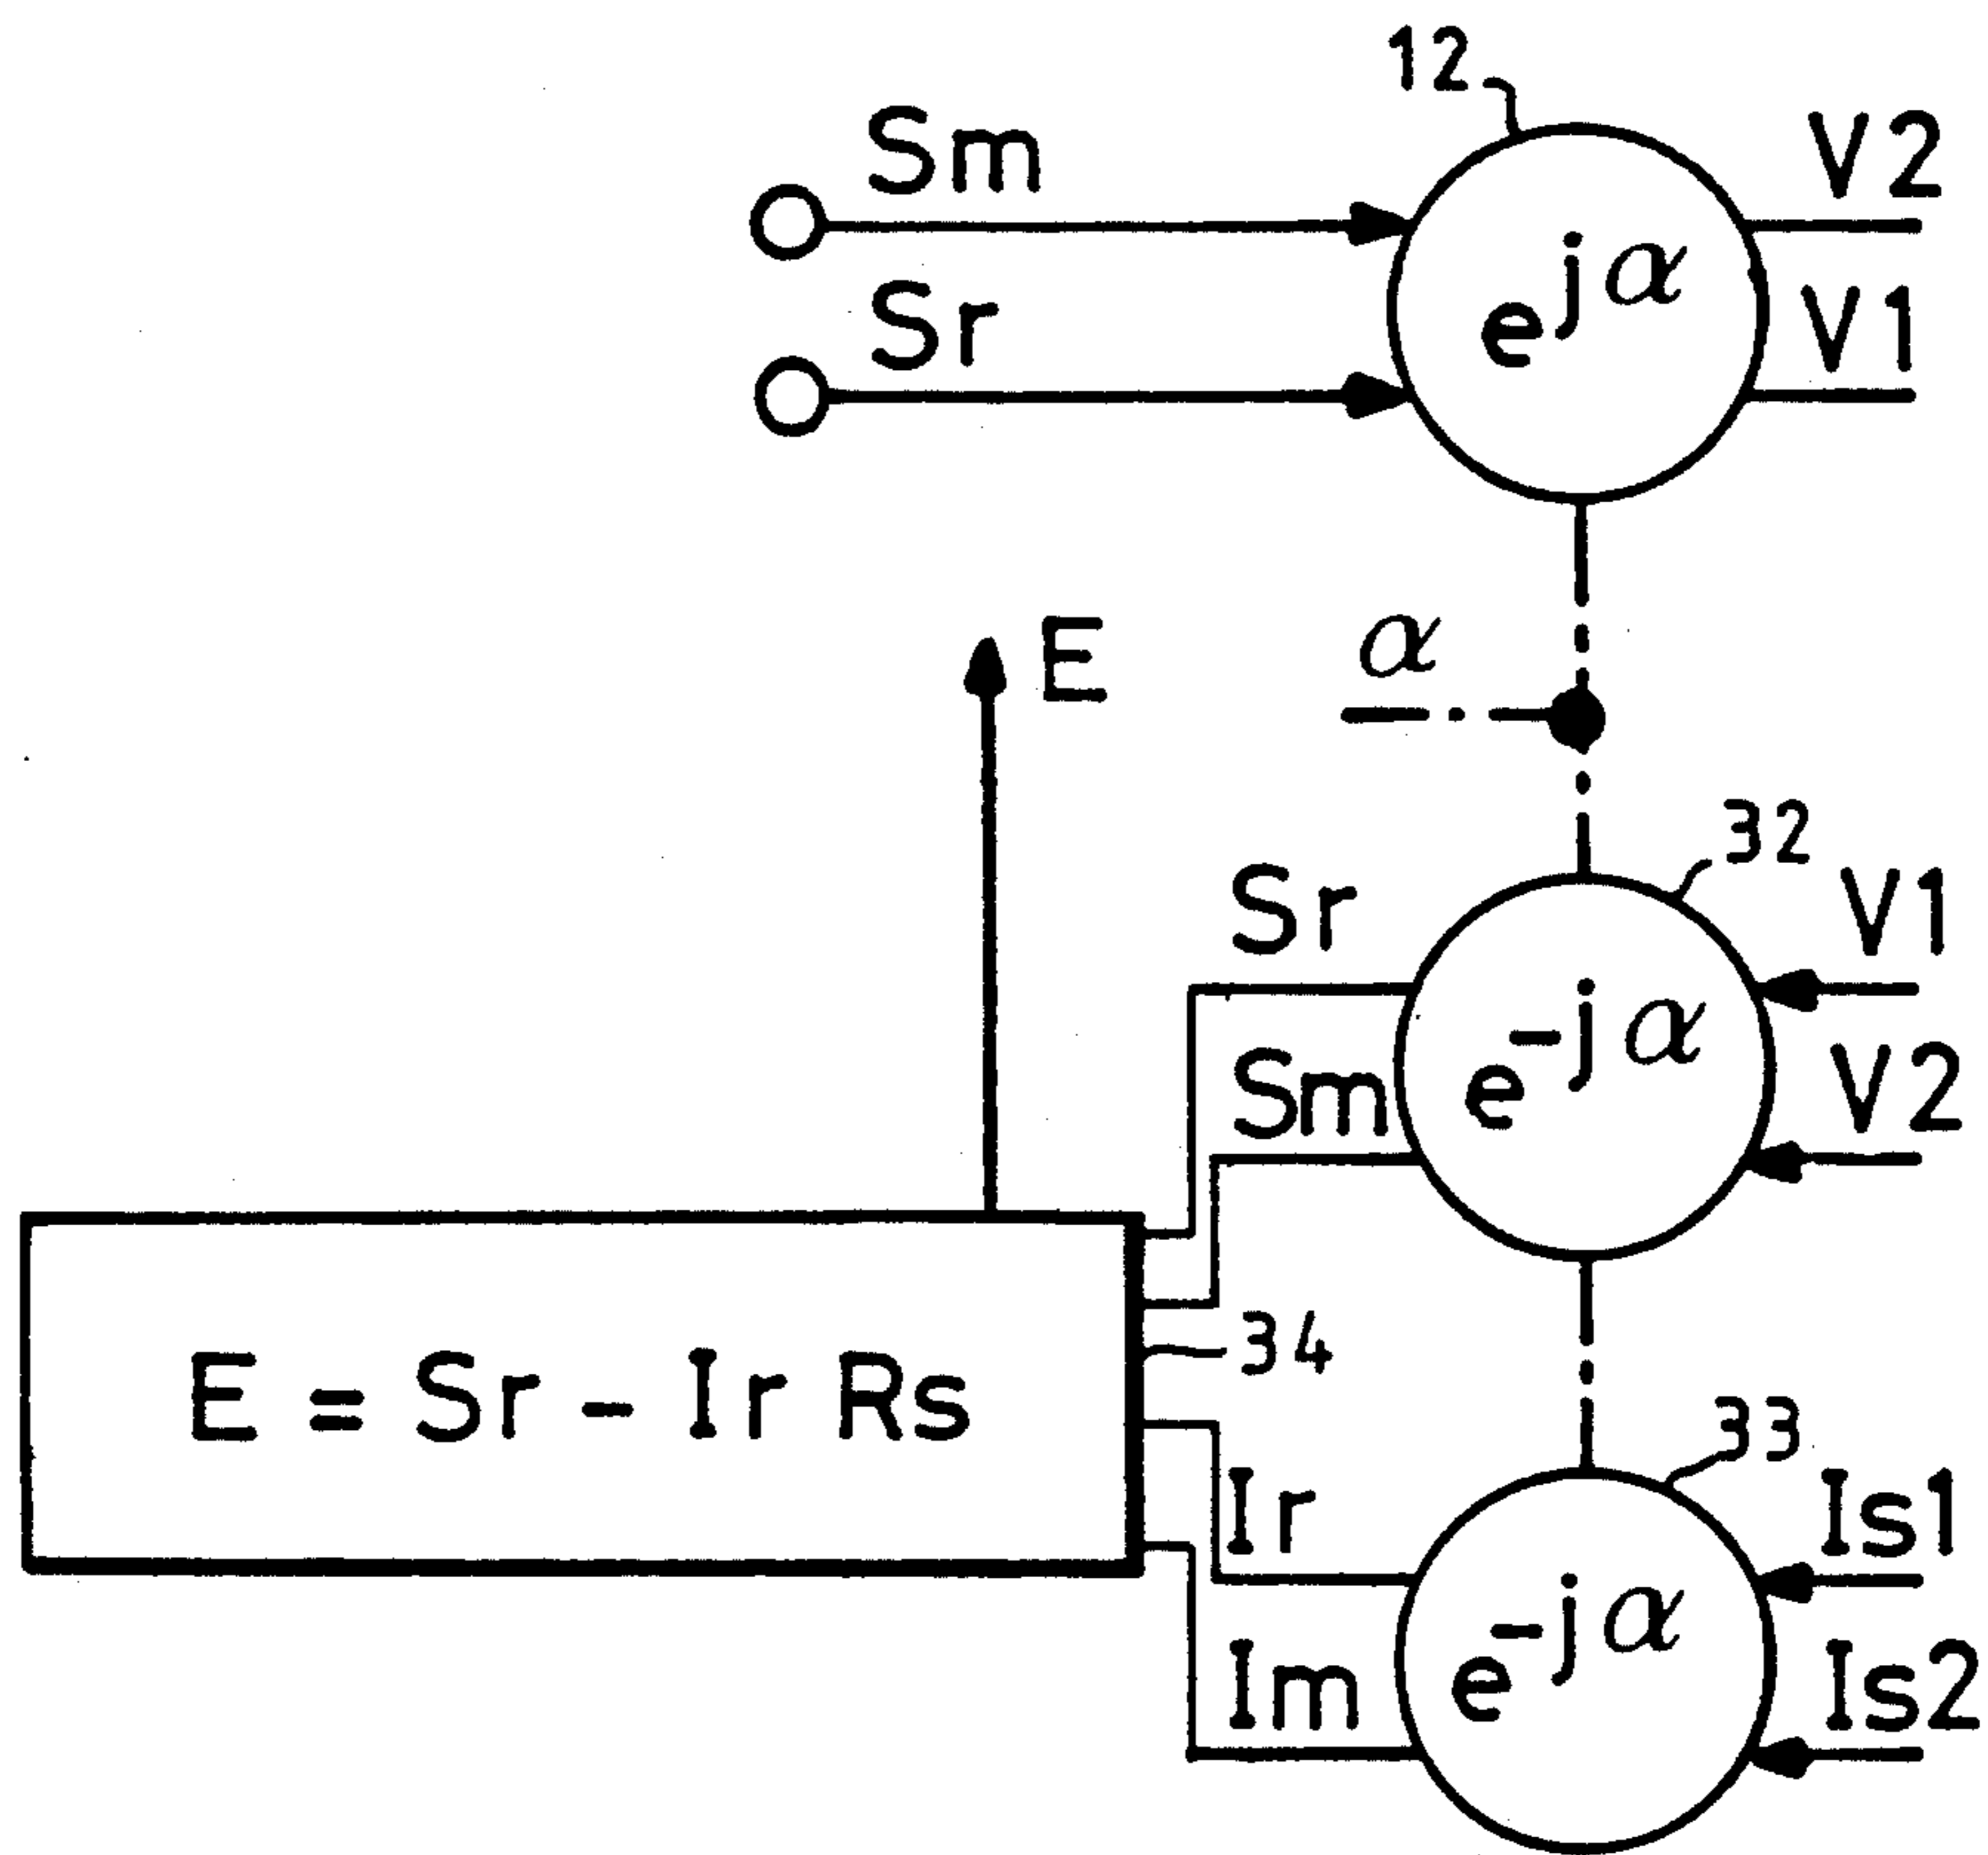 12
Sm
V2
e^{jα}
Sr
V1
E
α
32
Sr
V1
e^{-jα}
Sm
V2
34
E = Sr - Ir Rs
33
Ir
Is1
e^{-jα}
Im
Is2